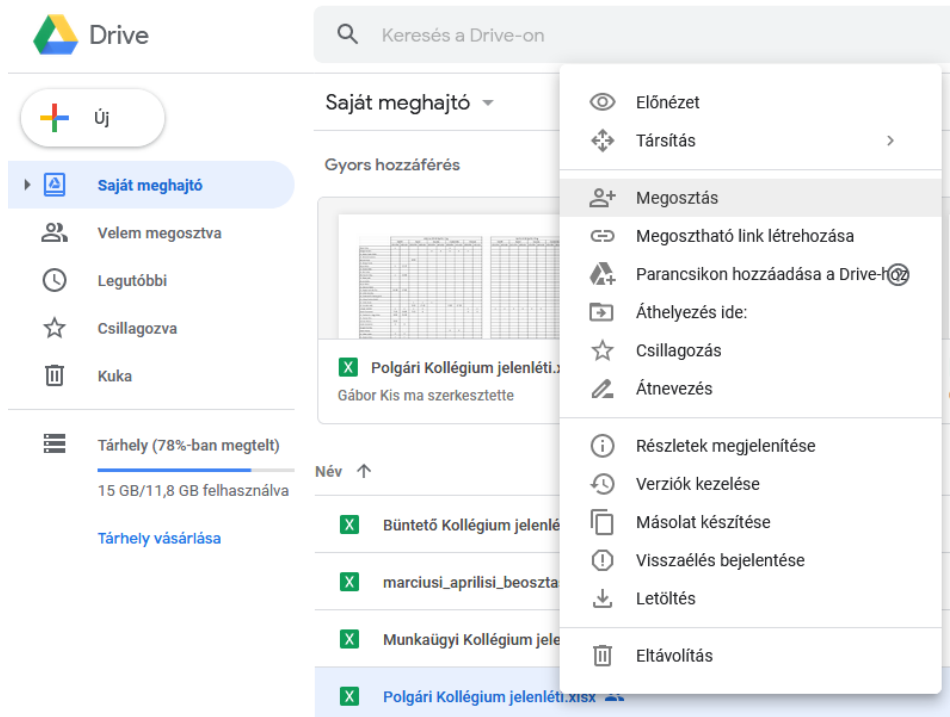 Drive
Keresés a Drive-on
Új
Saját meghajtó
Velem megosztva
Legutóbbi
Csillagozva
Kuka
Tárhely (78%-ban megtelt)
15 GB/11,8 GB felhasználva
Tárhely vásárlása
Saját meghajtó
Gyors hozzáférés
Polgári Kollégium jelenléti.
Gábor Kis ma szerkesztette
Név
Büntető Kollégium jelenlé
marciusi_aprilisi_beoszta
Munkaügyi Kollégium jele
Polgári Kollégium jelenléti.xlsx
Előnézet
Társítás
Megosztás
Megosztható link létrehozása
Parancsikon hozzáadása a Drive-hoz
Áthelyezés ide:
Csillagozás
Átnevezés
Részletek megjelenítése
Verziók kezelése
Másolat készítése
Visszaélés bejelentése
Letöltés
Eltávolítás